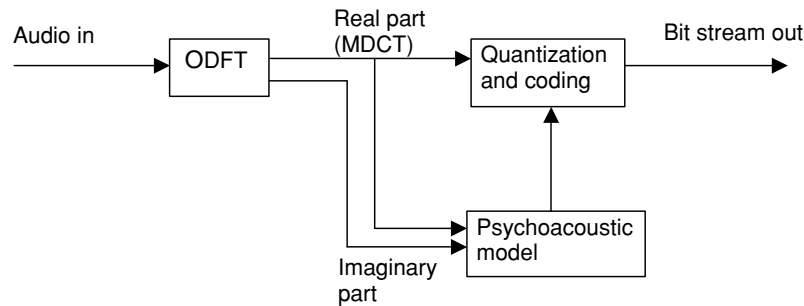 Audio in
ODFT
Real part
(MDCT)
Quantization
and coding
Bit stream out
Psychoacoustic
model
Imaginary
part